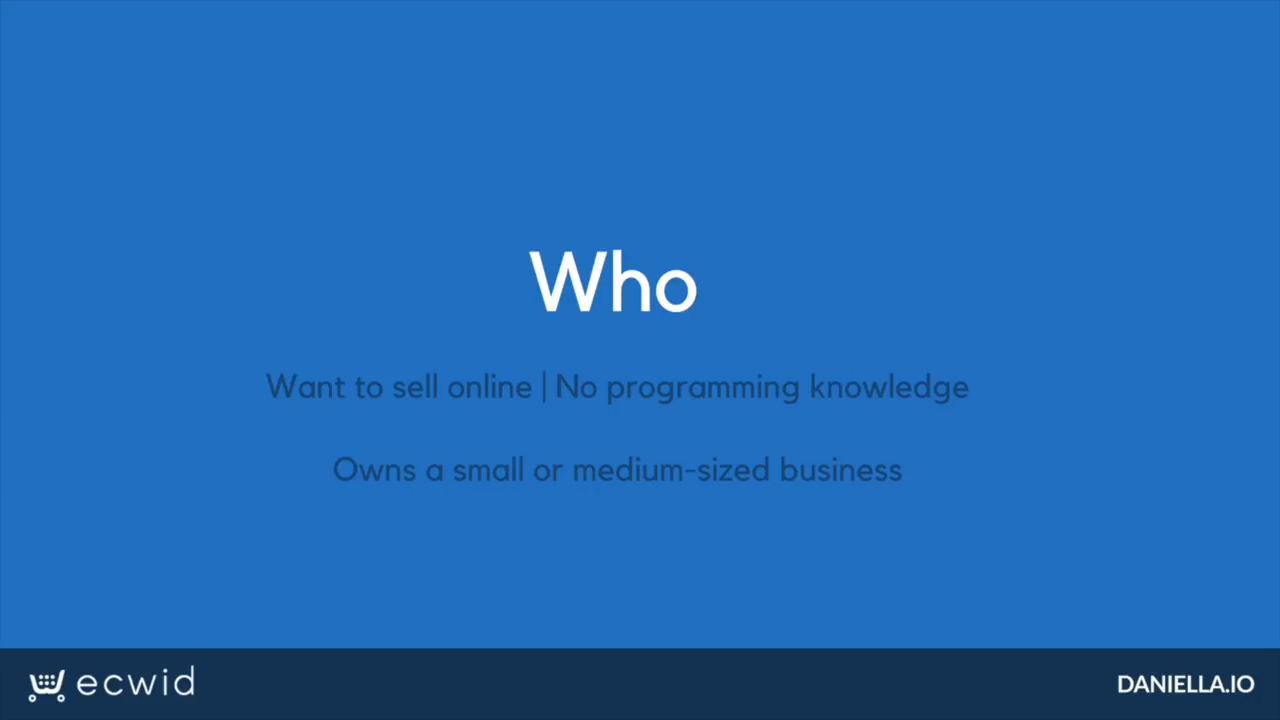 Who
Want to sell online | No programming knowledge
Owns a small or medium-sized business
ecwid
DANIELLA.IO